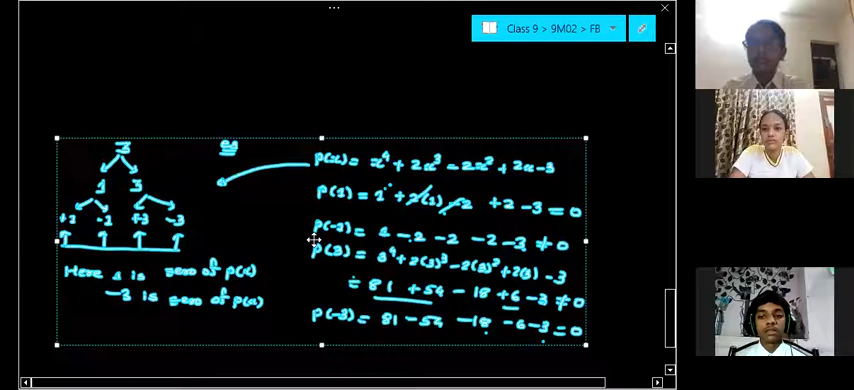 Class 9 > 9M02 > FB
3
1 3
+1 -1 +3 -3
Here 1 is zero of p(x)
-3 is zero of p(x)
p(x) = x⁴ + 2x³ - 2x² + 2x - 3
p(1) = 1 + 2(1) - 2 + 2 - 3 = 0
p(-1) = 1 - 2 - 2 - 2 - 3 ≠ 0
p(3) = 3⁴ + 2(3)³ - 2(3)² + 2(3) - 3
= 81 + 54 - 18 + 6 - 3 ≠ 0
p(-3) = 81 - 54 - 18 - 6 - 3 = 0